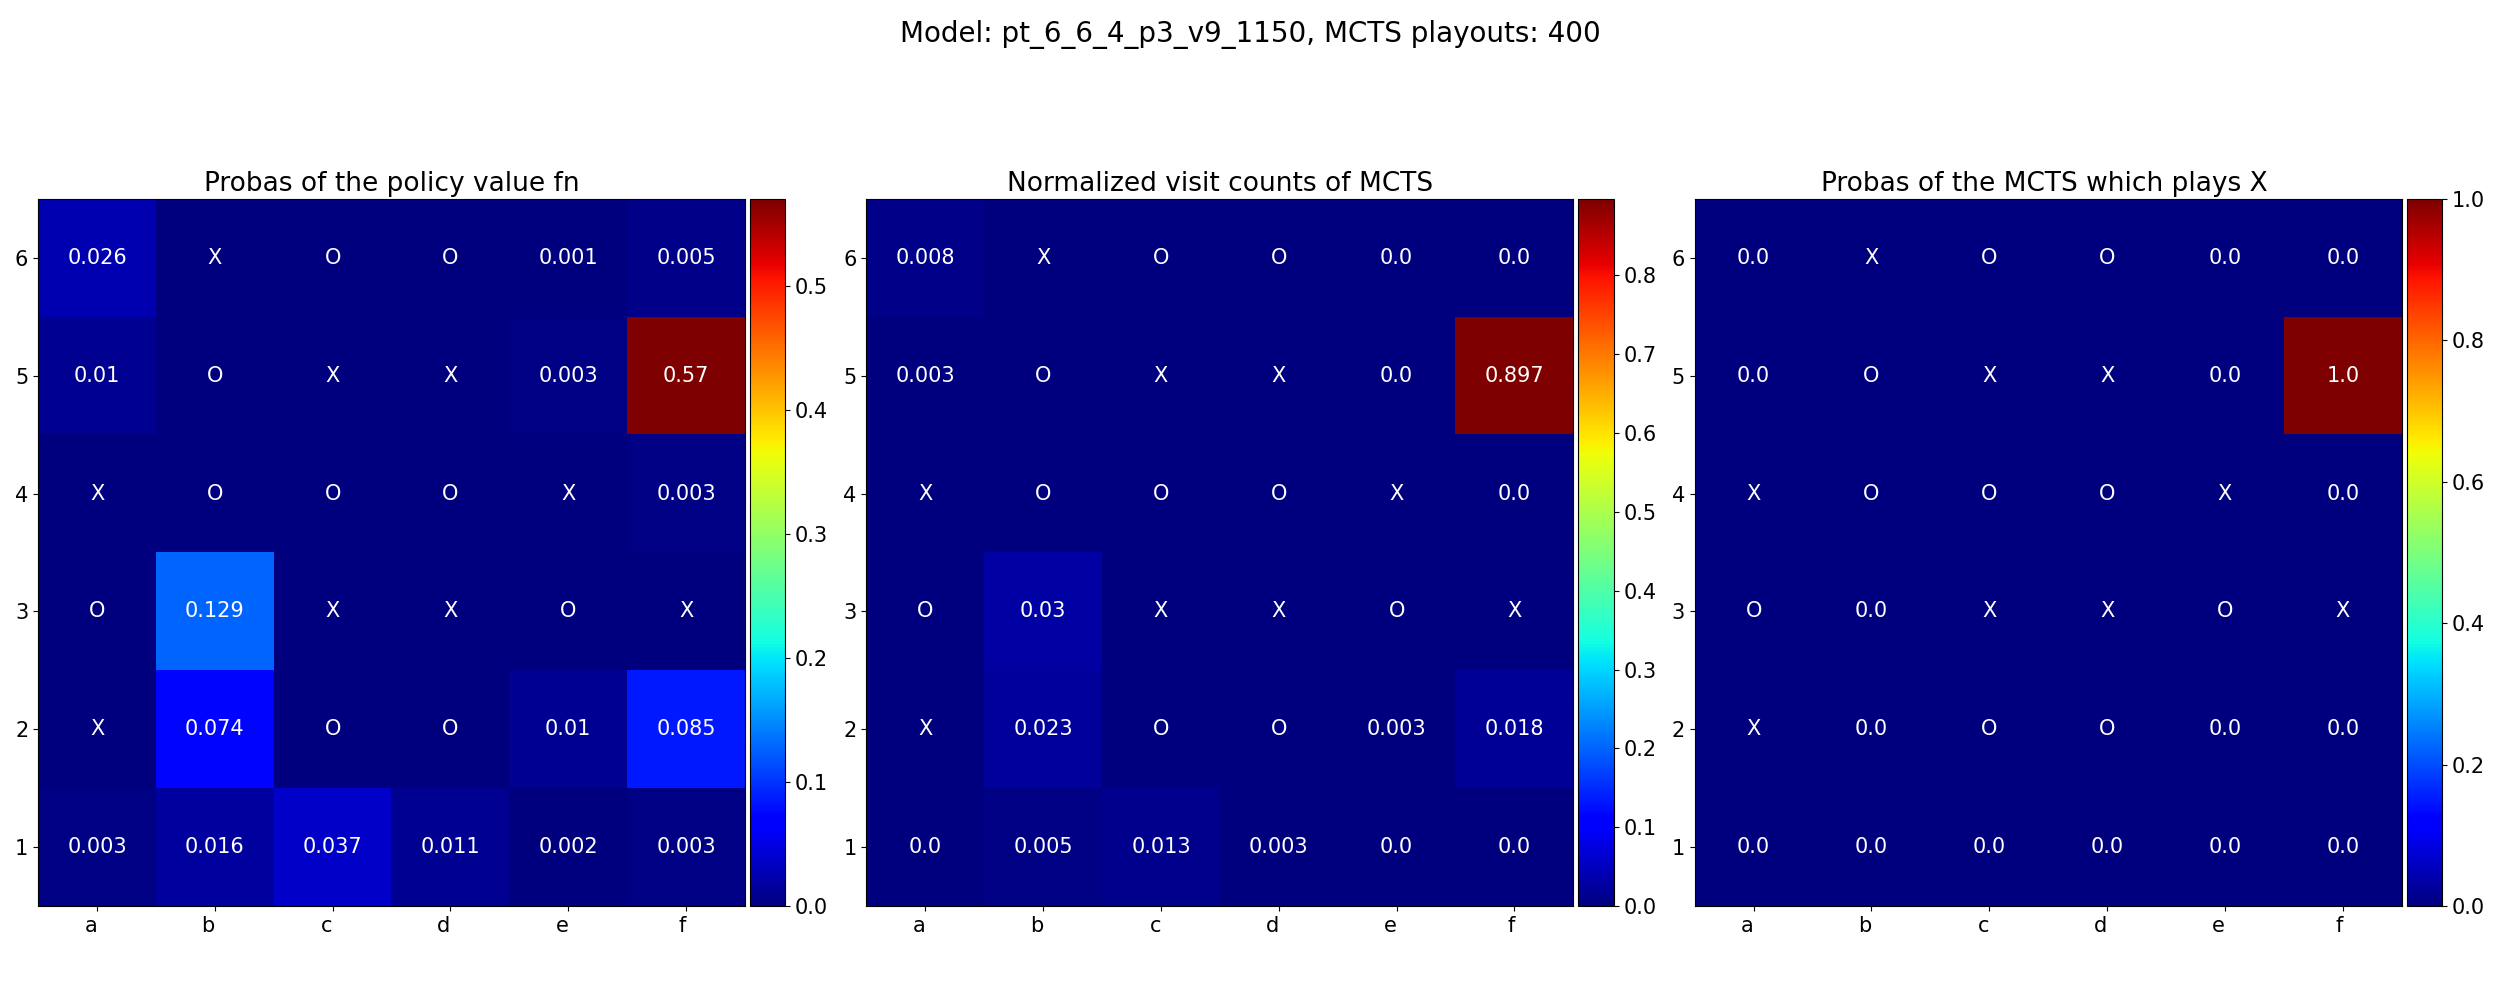 Model: pt_6_6_4_p3_v9_1150, MCTS playouts: 400
Probas of the policy value fn
6 0.026 X O O 0.001 0.005
5 0.01 O X X 0.003 0.57
4 X O O O X 0.003
3 O 0.129 X X O X
2 X 0.074 O O 0.01 0.085
1 0.003 0.016 0.037 0.011 0.002 0.003
a b c d e f
0.5
0.4
0.3
0.2
0.1
0.0
Normalized visit counts of MCTS
6 0.008 X O O 0.0 0.0
5 0.003 O X X 0.0 0.897
4 X O O O X 0.0
3 O 0.03 X X O X
2 X 0.023 O O 0.003 0.018
1 0.0 0.005 0.013 0.003 0.0 0.0
a b c d e f
0.8
0.7
0.6
0.5
0.4
0.3
0.2
0.1
0.0
Probas of the MCTS which plays X
6 0.0 X O O 0.0 0.0
5 0.0 O X X 0.0 1.0
4 X O O O X 0.0
3 O 0.0 X X O X
2 X 0.0 O O 0.0 0.0
1 0.0 0.0 0.0 0.0 0.0 0.0
a b c d e f
1.0
0.8
0.6
0.4
0.2
0.0